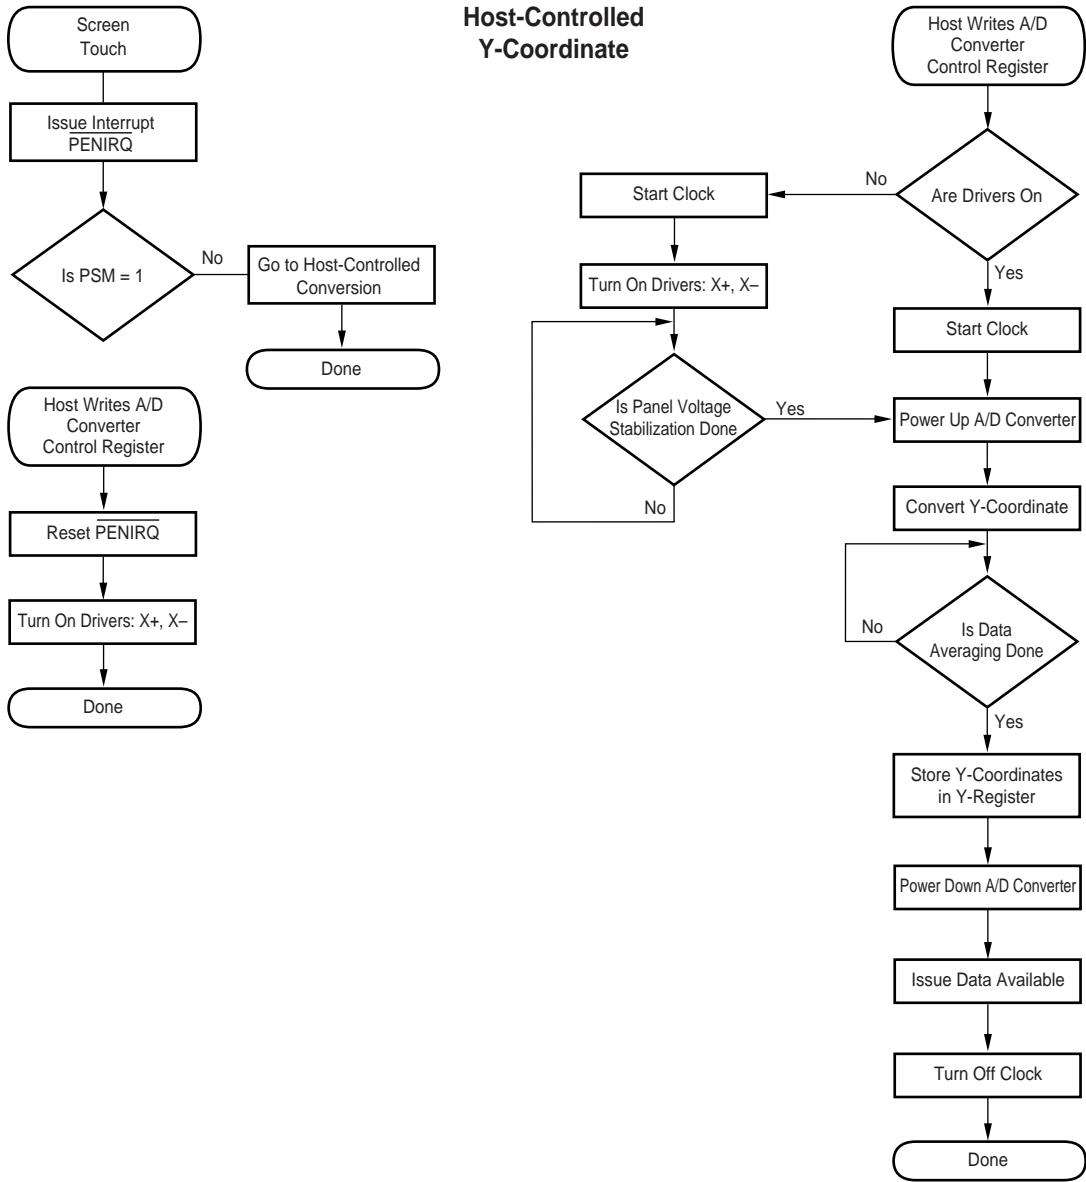 Host-Controlled
Y-Coordinate
Screen
Touch
Issue Interrupt
PENIRQ
Is PSM = 1
No
Go to Host-Controlled
Conversion
Done
Host Writes A/D
Converter
Control Register
Reset PENIRQ
Turn On Drivers: X+, X–
Done
Host Writes A/D
Converter
Control Register
Are Drivers On
No
Start Clock
Turn On Drivers: X+, X–
Is Panel Voltage
Stabilization Done
Yes
No
Yes
Start Clock
Power Up A/D Converter
Convert Y-Coordinate
Is Data
Averaging Done
No
Yes
Store Y-Coordinates
in Y-Register
Power Down A/D Converter
Issue Data Available
Turn Off Clock
Done